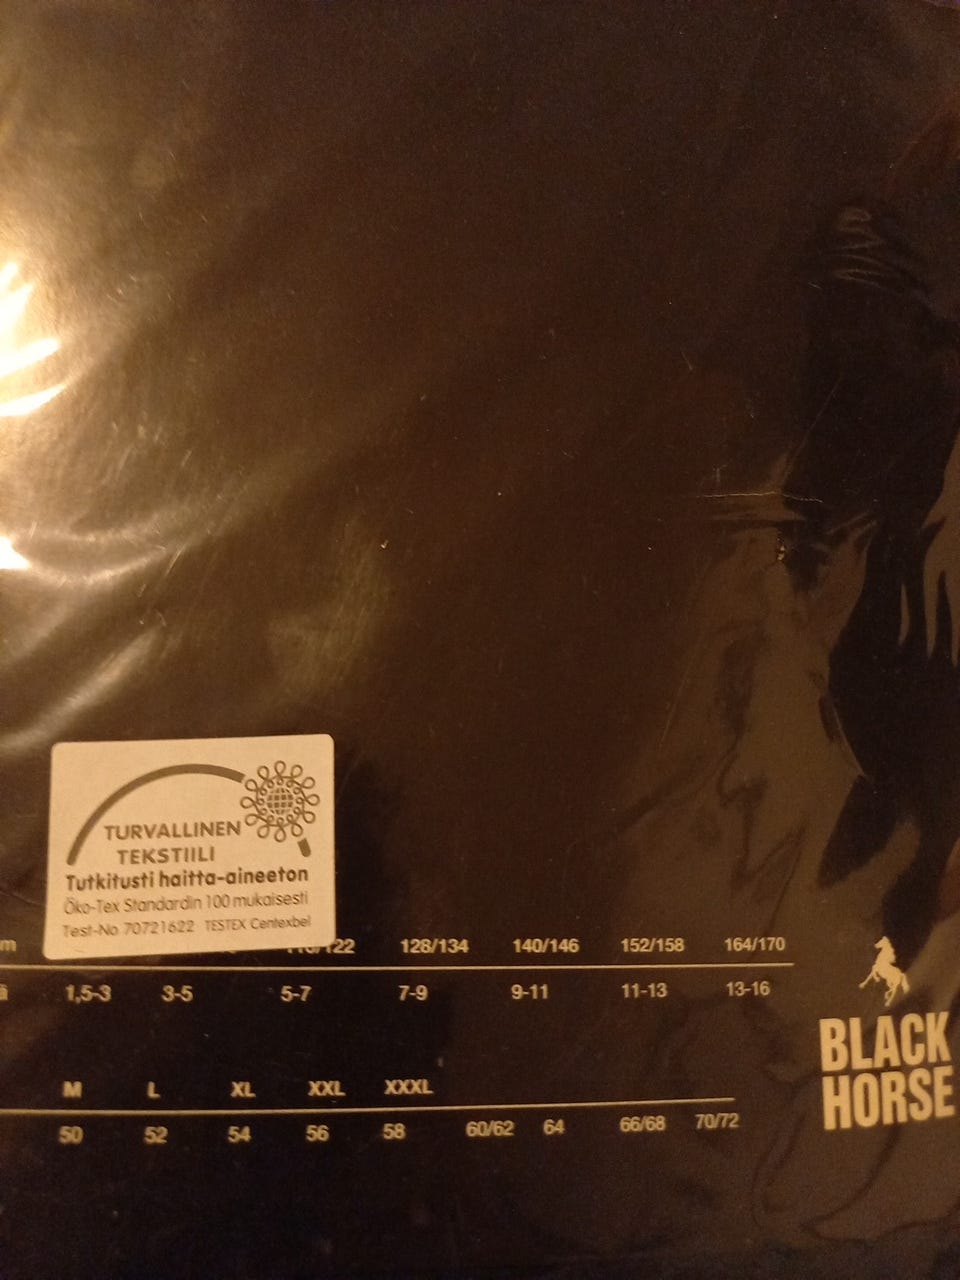 TURVALLINEN
TEKSTIILI
Tutkitusti haitta-aineeton
Öko-Tex Standardin 100 mukaisesti
Test-No 70721622 TESTEX Centexbel
128/134 140/146 152/158 164/170
1,5-3 3-5 5-7 7-9 9-11 11-13 13-16
M L XL XXL XXXL
50 52 54 56 58 60/62 64 66/68 70/72
BLACK
HORSE